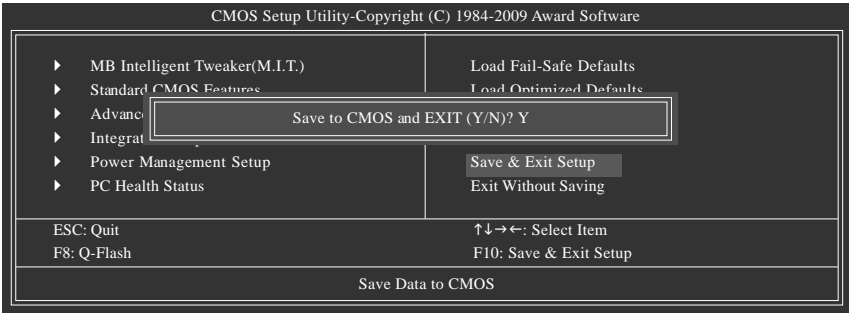 CMOS Setup Utility-Copyright (C) 1984-2009 Award Software
MB Intelligent Tweaker(M.I.T.)
Load Fail-Safe Defaults
Standard CMOS Features
Load Optimized Defaults
Save to CMOS and EXIT (Y/N)? Y
Power Management Setup
Save & Exit Setup
PC Health Status
Exit Without Saving
ESC: Quit
↑↓→←: Select Item
F8: Q-Flash
F10: Save & Exit Setup
Save Data to CMOS